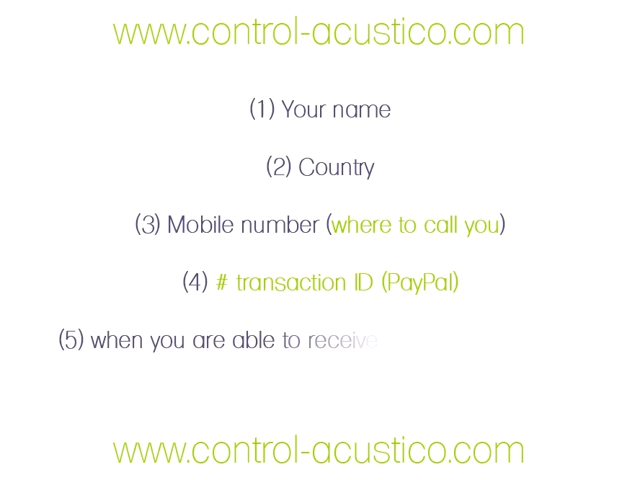 www.control-acustico.com
(1) Your name
(2) Country
(3) Mobile number (where to call you)
(4) # transaction ID (PayPal)
(5) when you are able to receive
www.control-acustico.com